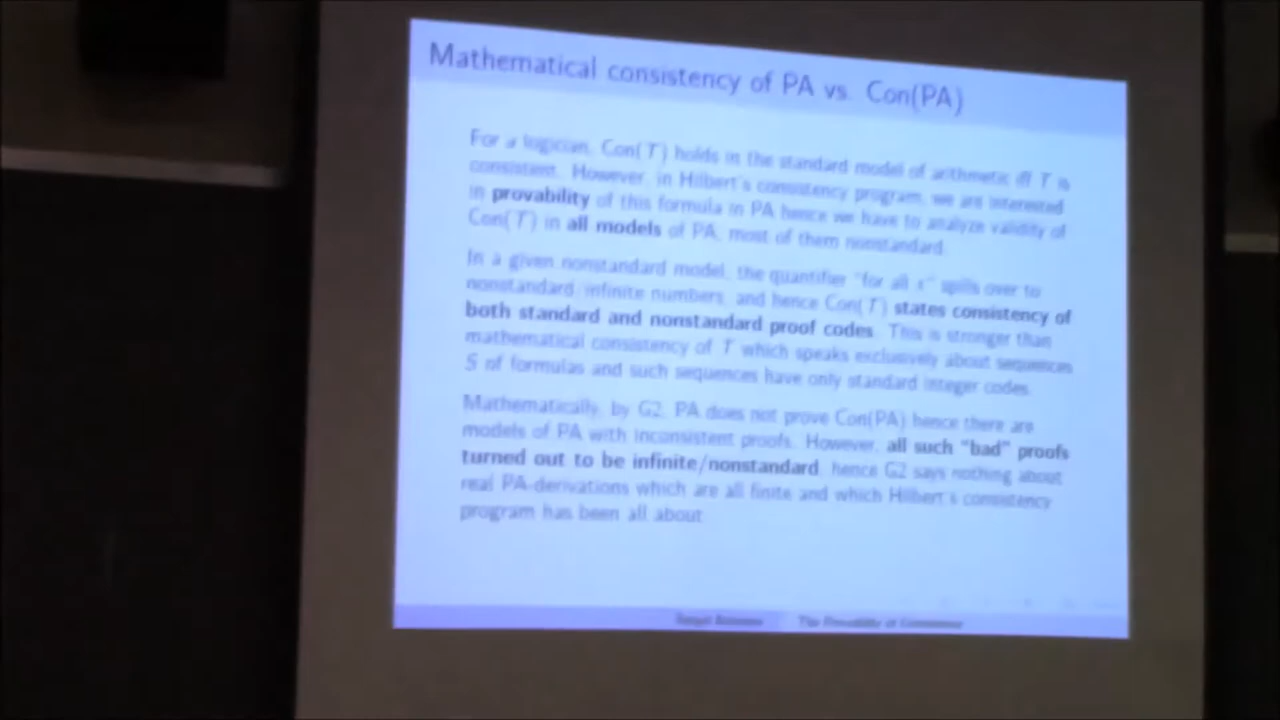 Mathematical consistency of PA vs. Con(PA)
For a logician, Con(T) holds in the standard model of arithmetic iff T is
consistent. However, in Hilbert's consistency program, we are interested
in provability of this formula in PA hence we have to analyze validity of
Con(T) in all models of PA, most of them nonstandard.
In a given nonstandard model, the quantifier "for all x" spills over to
nonstandard/infinite numbers, and hence Con(T) states consistency of
both standard and nonstandard proof codes. This is stronger than
mathematical consistency of T which speaks exclusively about sequences
S of formulas and such sequences have only standard integer codes.
Mathematically, by G2, PA does not prove Con(PA) hence there are
models of PA with inconsistent proofs. However, all such "bad" proofs
turned out to be infinite/nonstandard, hence G2 says nothing about
real PA-derivations which are all finite and which Hilbert's consistency
program has been all about.
The Provability of Consistency